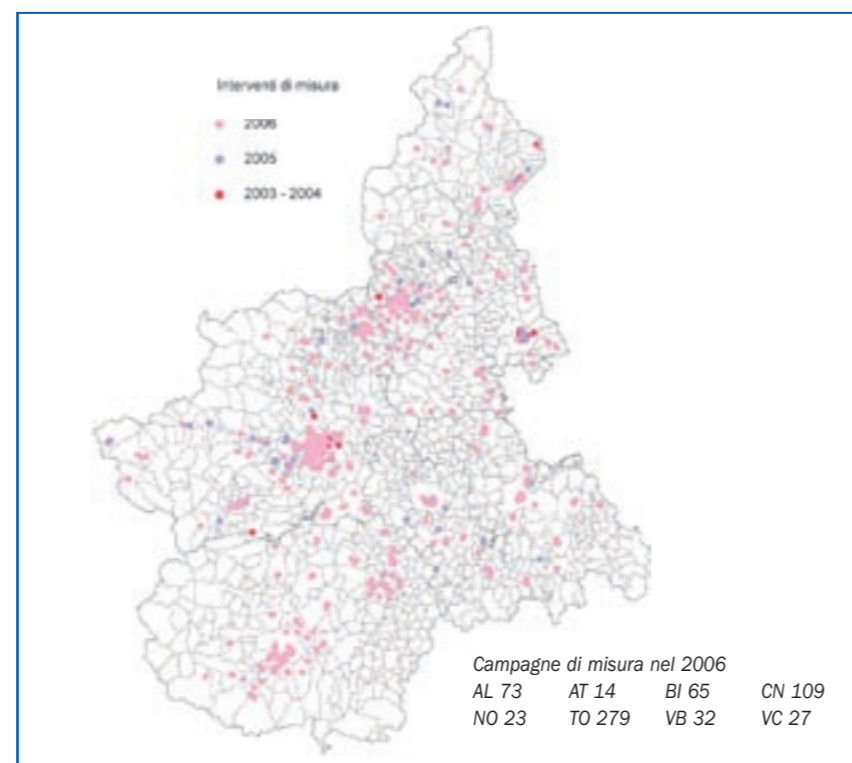 Interventi di misura
2006
2005
2003 - 2004
Campagne di misura nel 2006
AL 73 AT 14 BI 65 CN 109
NO 23 TO 279 VB 32 VC 27